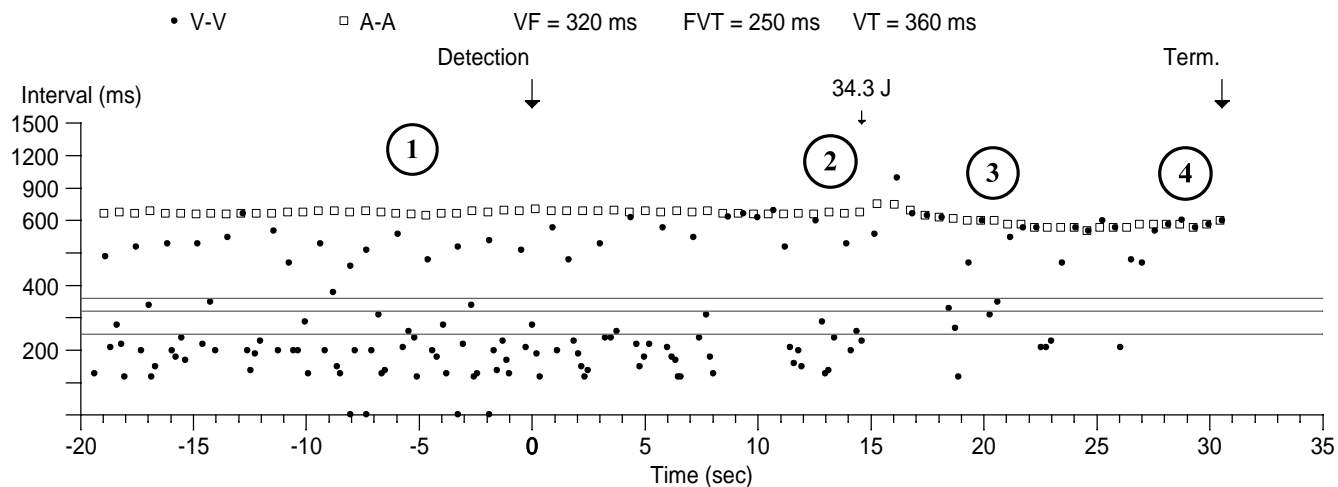 V-V A-A VF = 320 ms FVT = 250 ms VT = 360 ms
Detection Term.
34.3 J
Interval (ms)
1500
1200
900
600
400
200
1 2 3 4
-20 -15 -10 -5 0 5 10 15 20 25 30 35
Time (sec)